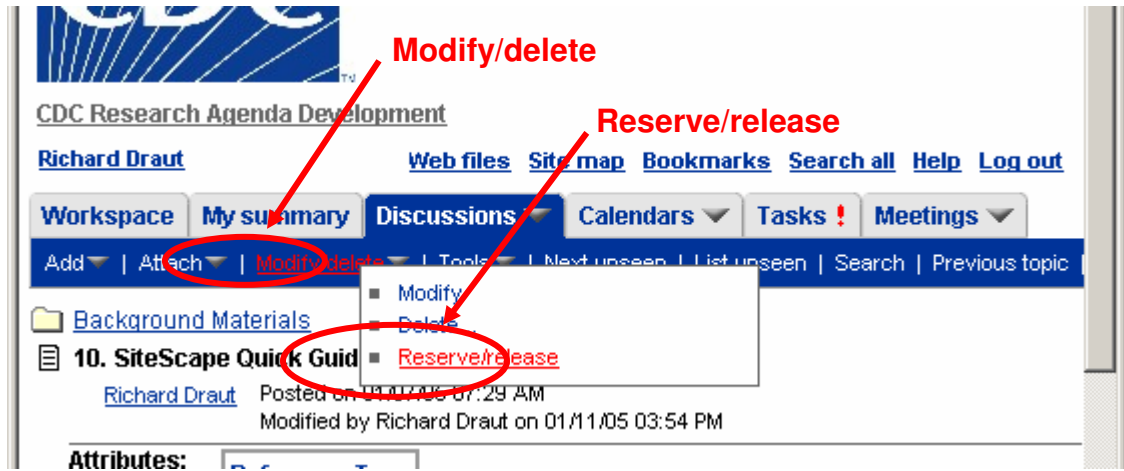 CDC
TM
Modify/delete
CDC Research Agenda Development
Reserve/release
Richard Draut Web files Site map Bookmarks Search all Help Log out
Workspace My summary Discussions Calendars Tasks ! Meetings
Add | Attach | Modify/delete | Tools | Next unseen | List unseen | Search | Previous topic |
Modify...
Background Materials
Delete...
10. SiteScape Quick Guid
Reserve/release
Richard Draut Posted on 01/07/05 07:29 AM
Modified by Richard Draut on 01/11/05 03:54 PM
Attributes: